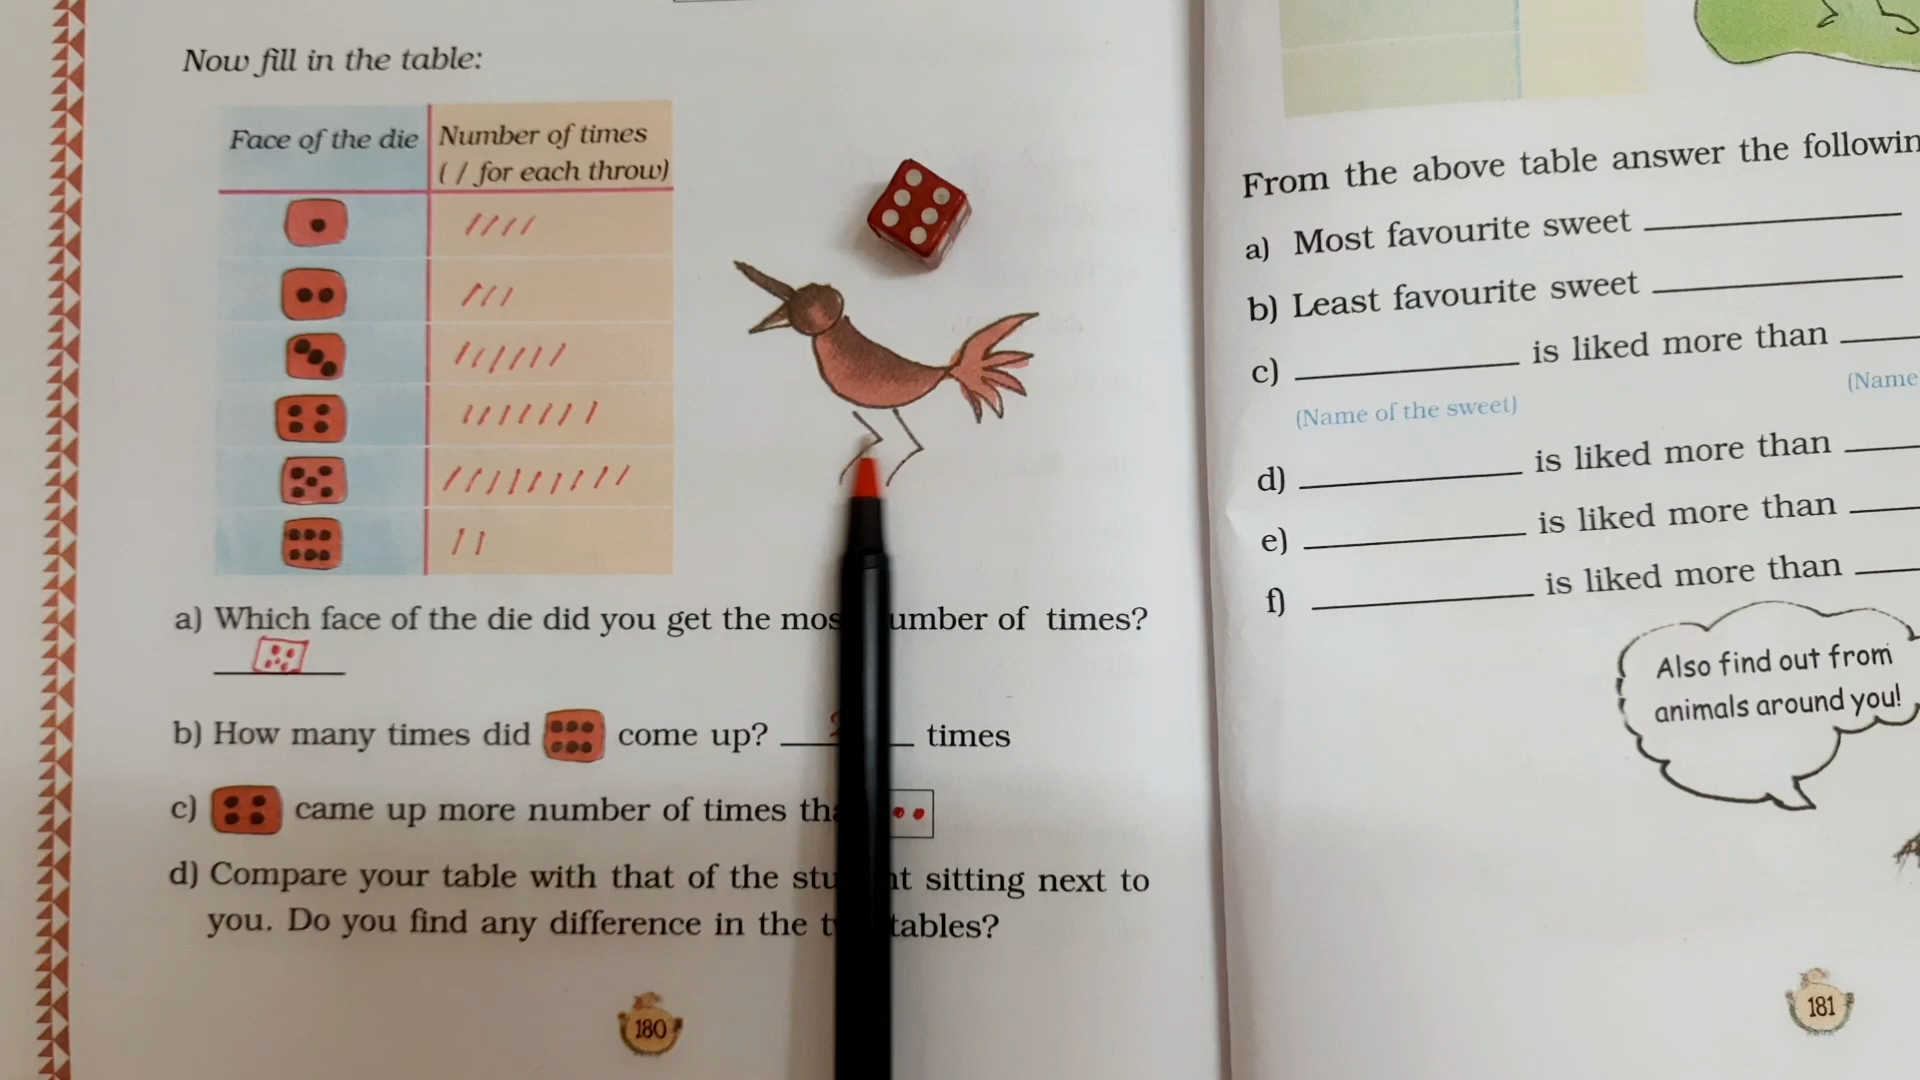 Now fill in the table:
Face of the die
Number of times
( / for each throw)
a) Which face of the die did you get the mos umber of times?
b) How many times did come up? times
c) came up more number of times tha
d) Compare your table with that of the stu nt sitting next to
you. Do you find any difference in the t tables?
180
From the above table answer the followin
a) Most favourite sweet
b) Least favourite sweet
c) is liked more than
(Name of the sweet) (Name
d) is liked more than
e) is liked more than
f) is liked more than
Also find out from
animals around you!
181